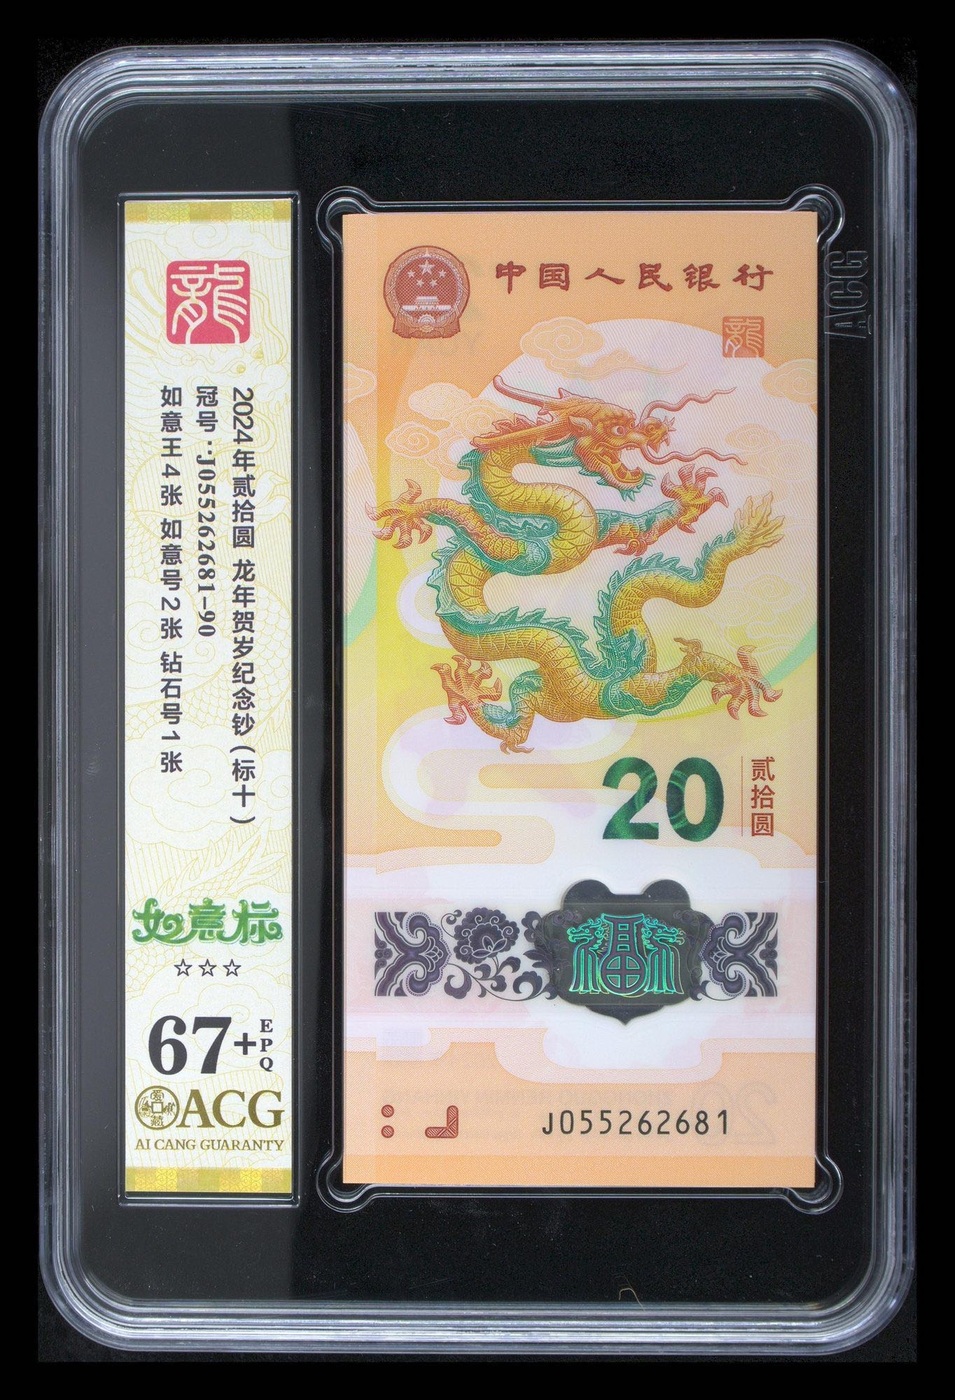 龍
2024年贰拾圆 龙年贺岁纪念钞(标十)
冠号:J055262681-90
如意王4张 如意号2张 钻石号1张
如意标
☆☆☆
67+EPQ
ACG
AI CANG GUARANTY
中国人民银行
龍
20
贰拾圆
福
J055262681
ACG